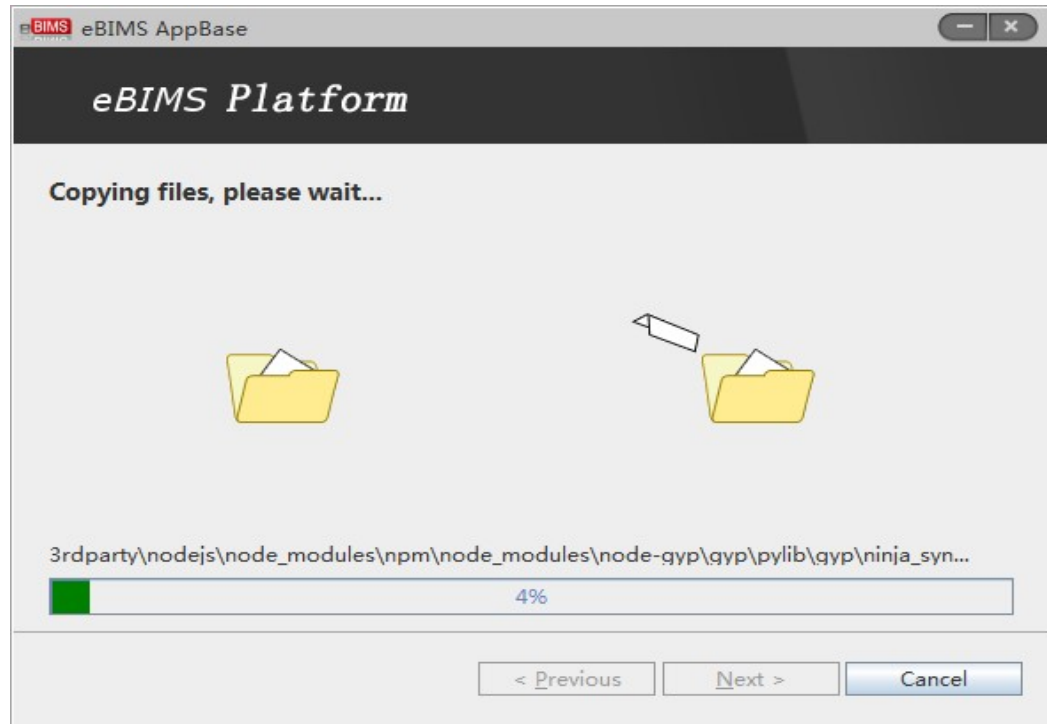 eBIMS eBIMS AppBase
eBIMS Platform
Copying files, please wait...
3rdparty\nodejs\node_modules\npm\node_modules\node-gyp\gyp\pylib\gyp\ninja_syn...
4%
< Previous Next > Cancel